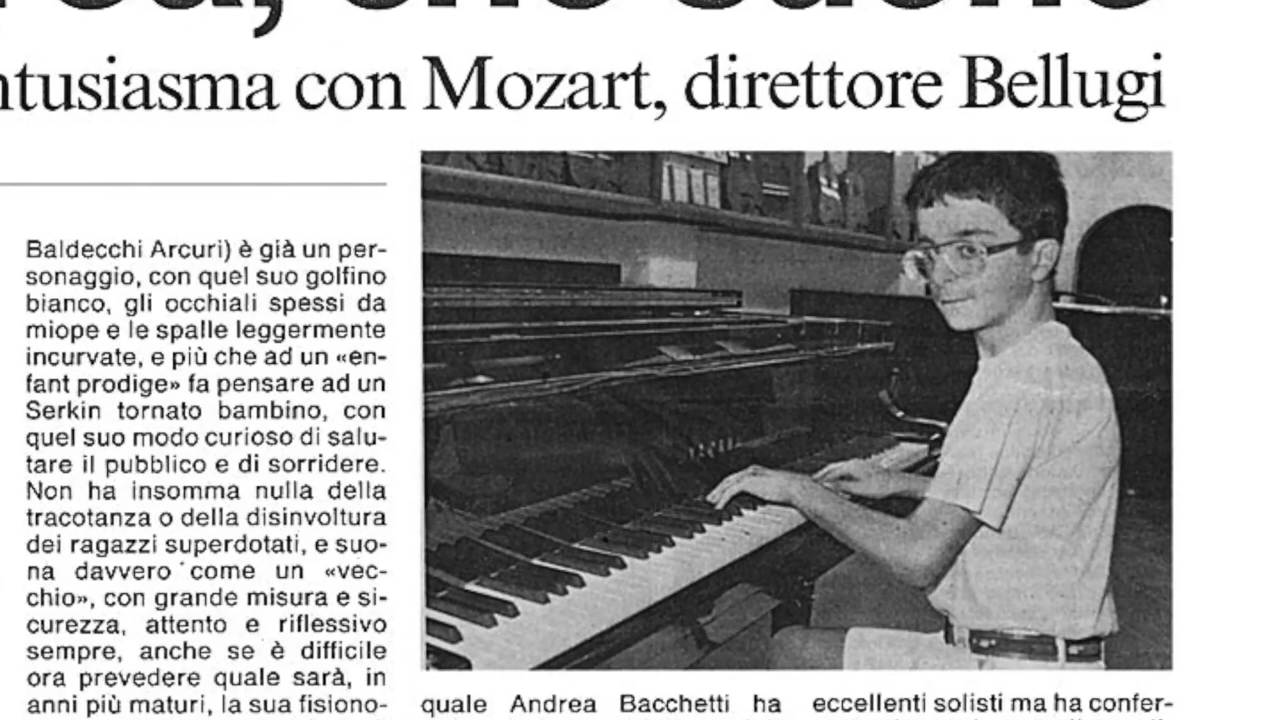 entusiasma con Mozart, direttore Bellugi
Baldecchi Arcuri) è già un per-
sonaggio, con quel suo golfino
bianco, gli occhiali spessi da
miope e le spalle leggermente
incurvate, e più che ad un «en-
fant prodige» fa pensare ad un
Serkin tornato bambino, con
quel suo modo curioso di salu-
tare il pubblico e di sorridere.
Non ha insomma nulla della
tracotanza o della disinvoltura
dei ragazzi superdotati, e suo-
na davvero come un «vec-
chio», con grande misura e si-
curezza, attento e riflessivo
sempre, anche se è difficile
ora prevedere quale sarà, in
anni più maturi, la sua fisiono-
quale Andrea Bacchetti ha
eccellenti solisti ma ha confer-